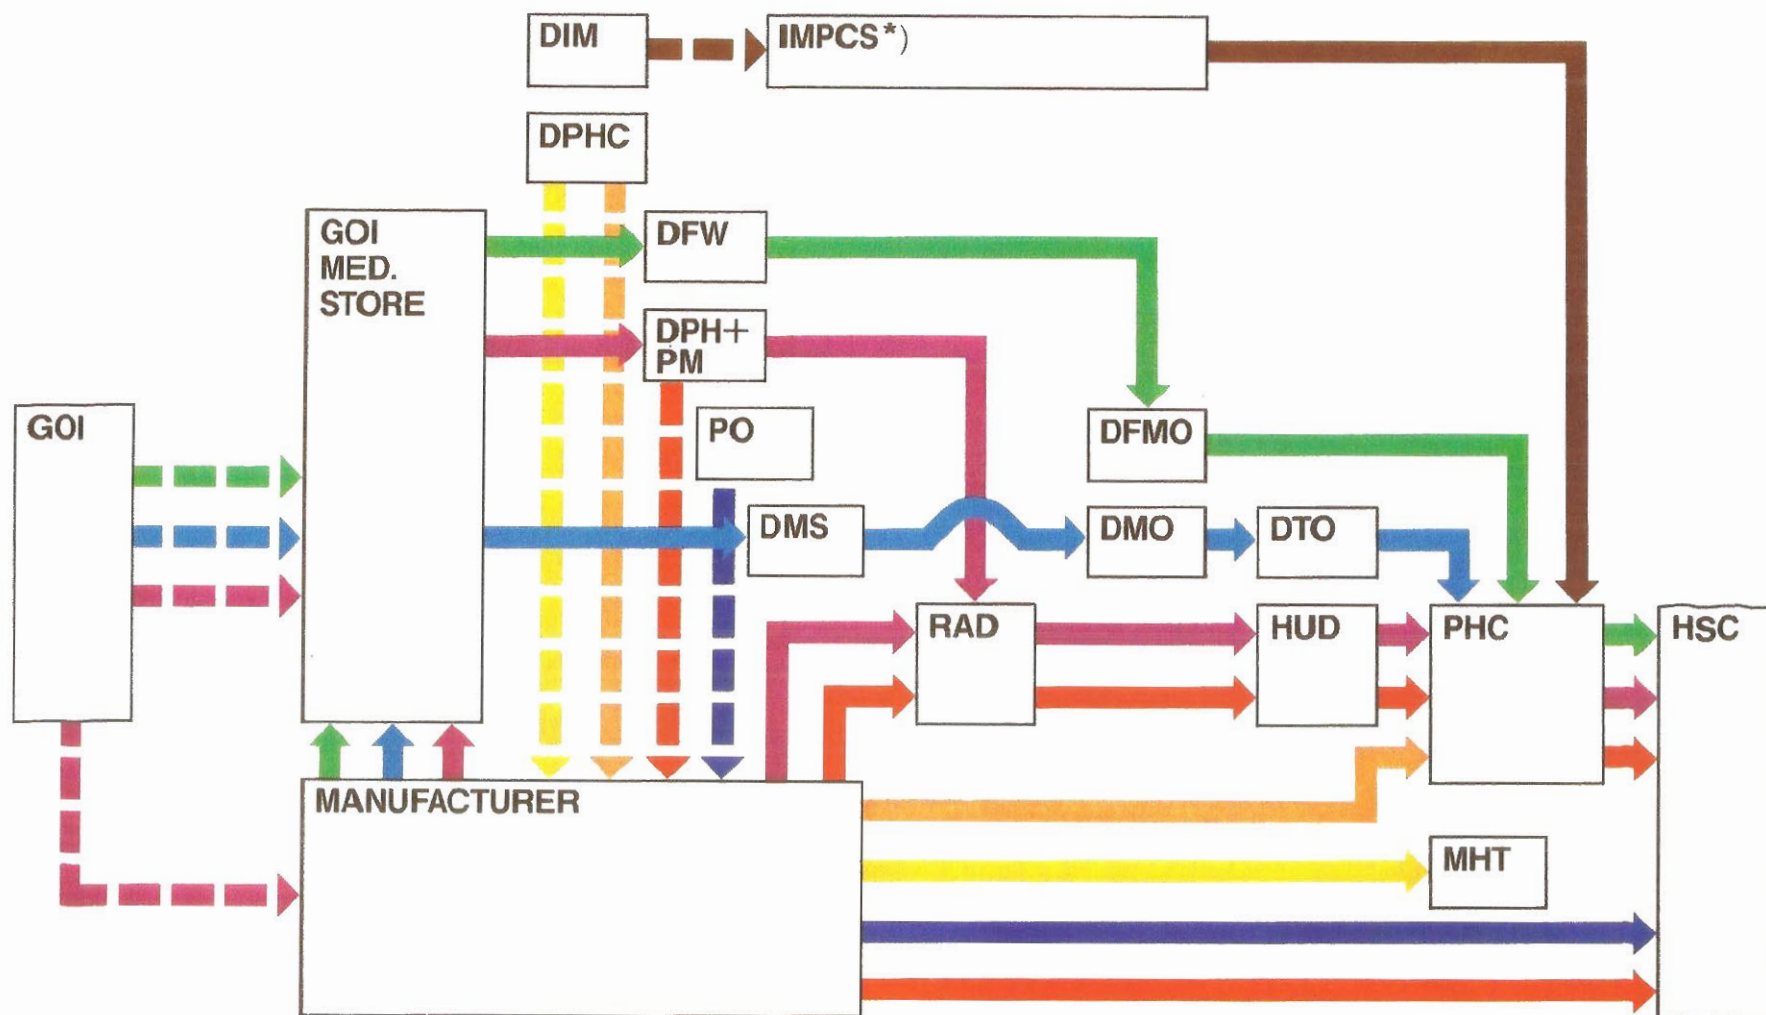 DIM
IMPCS*)
DPHC
GOI
MED.
STORE
DFW
DPH+
PM
GOI
PO
DFMO
DMS
DMO
DTO
RAD
HUD
PHC
HSC
MANUFACTURER
MHT